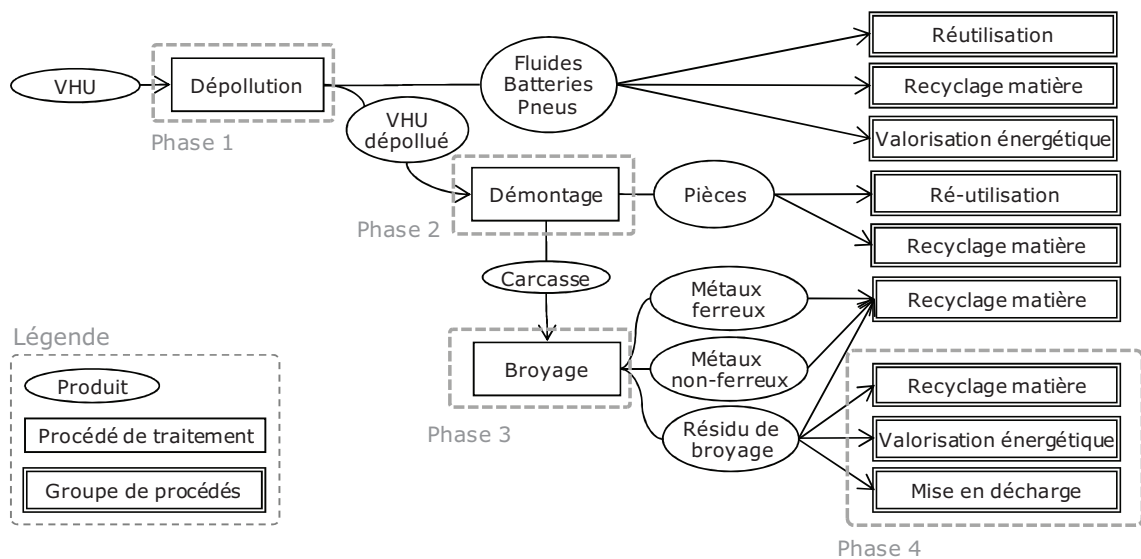 VHU
Dépollution
Phase 1
Fluides
Batteries
Pneus
VHU
dépollué
Réutilisation
Recyclage matière
Valorisation énergétique
Démontage
Phase 2
Pièces
Ré-utilisation
Recyclage matière
Carcasse
Broyage
Phase 3
Métaux
ferreux
Métaux
non-ferreux
Résidu de
broyage
Recyclage matière
Recyclage matière
Valorisation énergétique
Mise en décharge
Phase 4
Légende
Produit
Procédé de traitement
Groupe de procédés